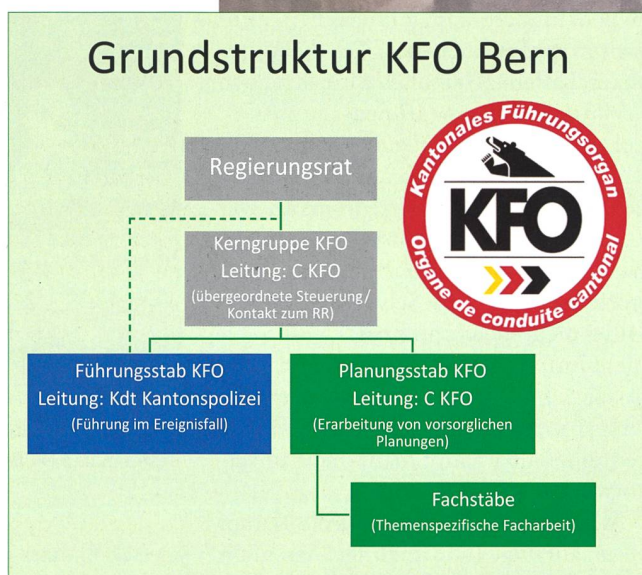 Grundstruktur KFO Bern
Kantonales Führungsorgan
KFO
Organe de conduite cantonal
Regierungsrat
Kerngruppe KFO
Leitung: C KFO
(übergeordnete Steuerung/
Kontakt zum RR)
Führungsstab KFO
Leitung: Kdt Kantonspolizei
(Führung im Ereignisfall)
Planungsstab KFO
Leitung: C KFO
(Erarbeitung von vorsorglichen
Planungen)
Fachstäbe
(Themenspezifische Facharbeit)